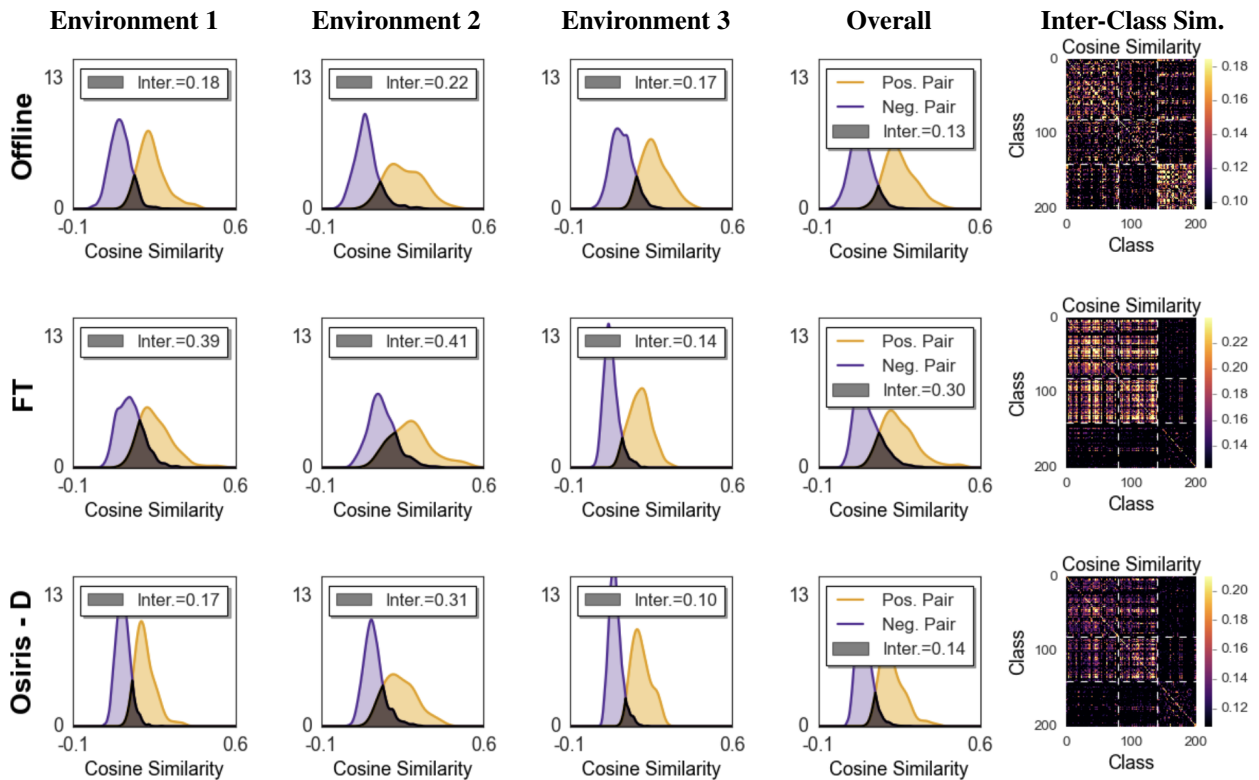 Environment 1 Environment 2 Environment 3 Overall Inter-Class Sim.
Offline
13
Inter.=0.18
0
-0.1 0.6
Cosine Similarity
13
Inter.=0.22
0
-0.1 0.6
Cosine Similarity
13
Inter.=0.17
0
-0.1 0.6
Cosine Similarity
13
Pos. Pair
Neg. Pair
Inter.=0.13
0
-0.1 0.6
Cosine Similarity
Cosine Similarity
Class
0
100
200
0 100 200
Class
0.18
0.16
0.14
0.12
0.10
FT
13
Inter.=0.39
0
-0.1 0.6
Cosine Similarity
13
Inter.=0.41
0
-0.1 0.6
Cosine Similarity
13
Inter.=0.14
0
-0.1 0.6
Cosine Similarity
13
Pos. Pair
Neg. Pair
Inter.=0.30
0
-0.1 0.6
Cosine Similarity
Cosine Similarity
Class
0
100
200
0 100 200
Class
0.22
0.20
0.18
0.16
0.14
Osiris - D
13
Inter.=0.17
0
-0.1 0.6
Cosine Similarity
13
Inter.=0.31
0
-0.1 0.6
Cosine Similarity
13
Inter.=0.10
0
-0.1 0.6
Cosine Similarity
13
Pos. Pair
Neg. Pair
Inter.=0.14
0
-0.1 0.6
Cosine Similarity
Cosine Similarity
Class
0
100
200
0 100 200
Class
0.20
0.18
0.16
0.14
0.12